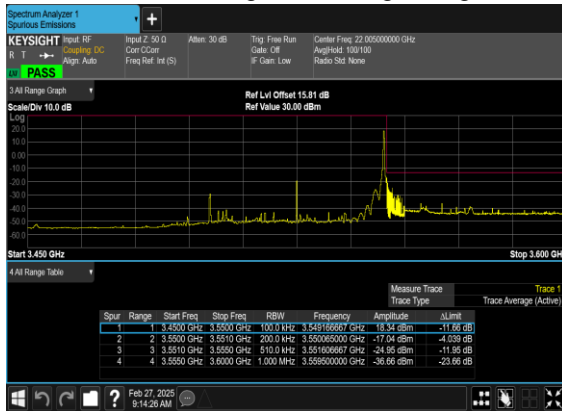 Spectrum Analyzer 1
Spurious Emissions
+
KEYSIGHT Input: RF Input Z: 50 Ω Atten: 30 dB Trig: Free Run Center Freq: 22.005000000 GHz
R T Coupling: DC Corr CCorr Gate: Off Avg|Hold: 100/100
Align: Auto Freq Ref: Int (S) IF Gain: Low Radio Std: None
LXI PASS
3 All Range Graph
Ref Lvl Offset 15.81 dB
Scale/Div 10.0 dB Ref Value 30.00 dBm
Log
20.0
10.0
0.00
-10.0
-20.0
-30.0
-40.0
-50.0
-60.0
Start 3.450 GHz Stop 3.600 GHz
4 All Range Table
Measure Trace Trace 1
Trace Type Trace Average (Active)
Spur Range Start Freq Stop Freq RBW Frequency Amplitude ΔLimit
1 1 3.4500 GHz 3.5500 GHz 100.0 kHz 3.549166667 GHz 18.34 dBm -11.66 dB
2 2 3.5500 GHz 3.5510 GHz 200.0 kHz 3.550065000 GHz -17.04 dBm -4.039 dB
3 3 3.5510 GHz 3.5550 GHz 510.0 kHz 3.551606667 GHz -24.95 dBm -11.95 dB
4 4 3.5550 GHz 3.6000 GHz 1.000 MHz 3.559500000 GHz -36.66 dBm -23.66 dB
?
Feb 27, 2025
9:14:26 AM